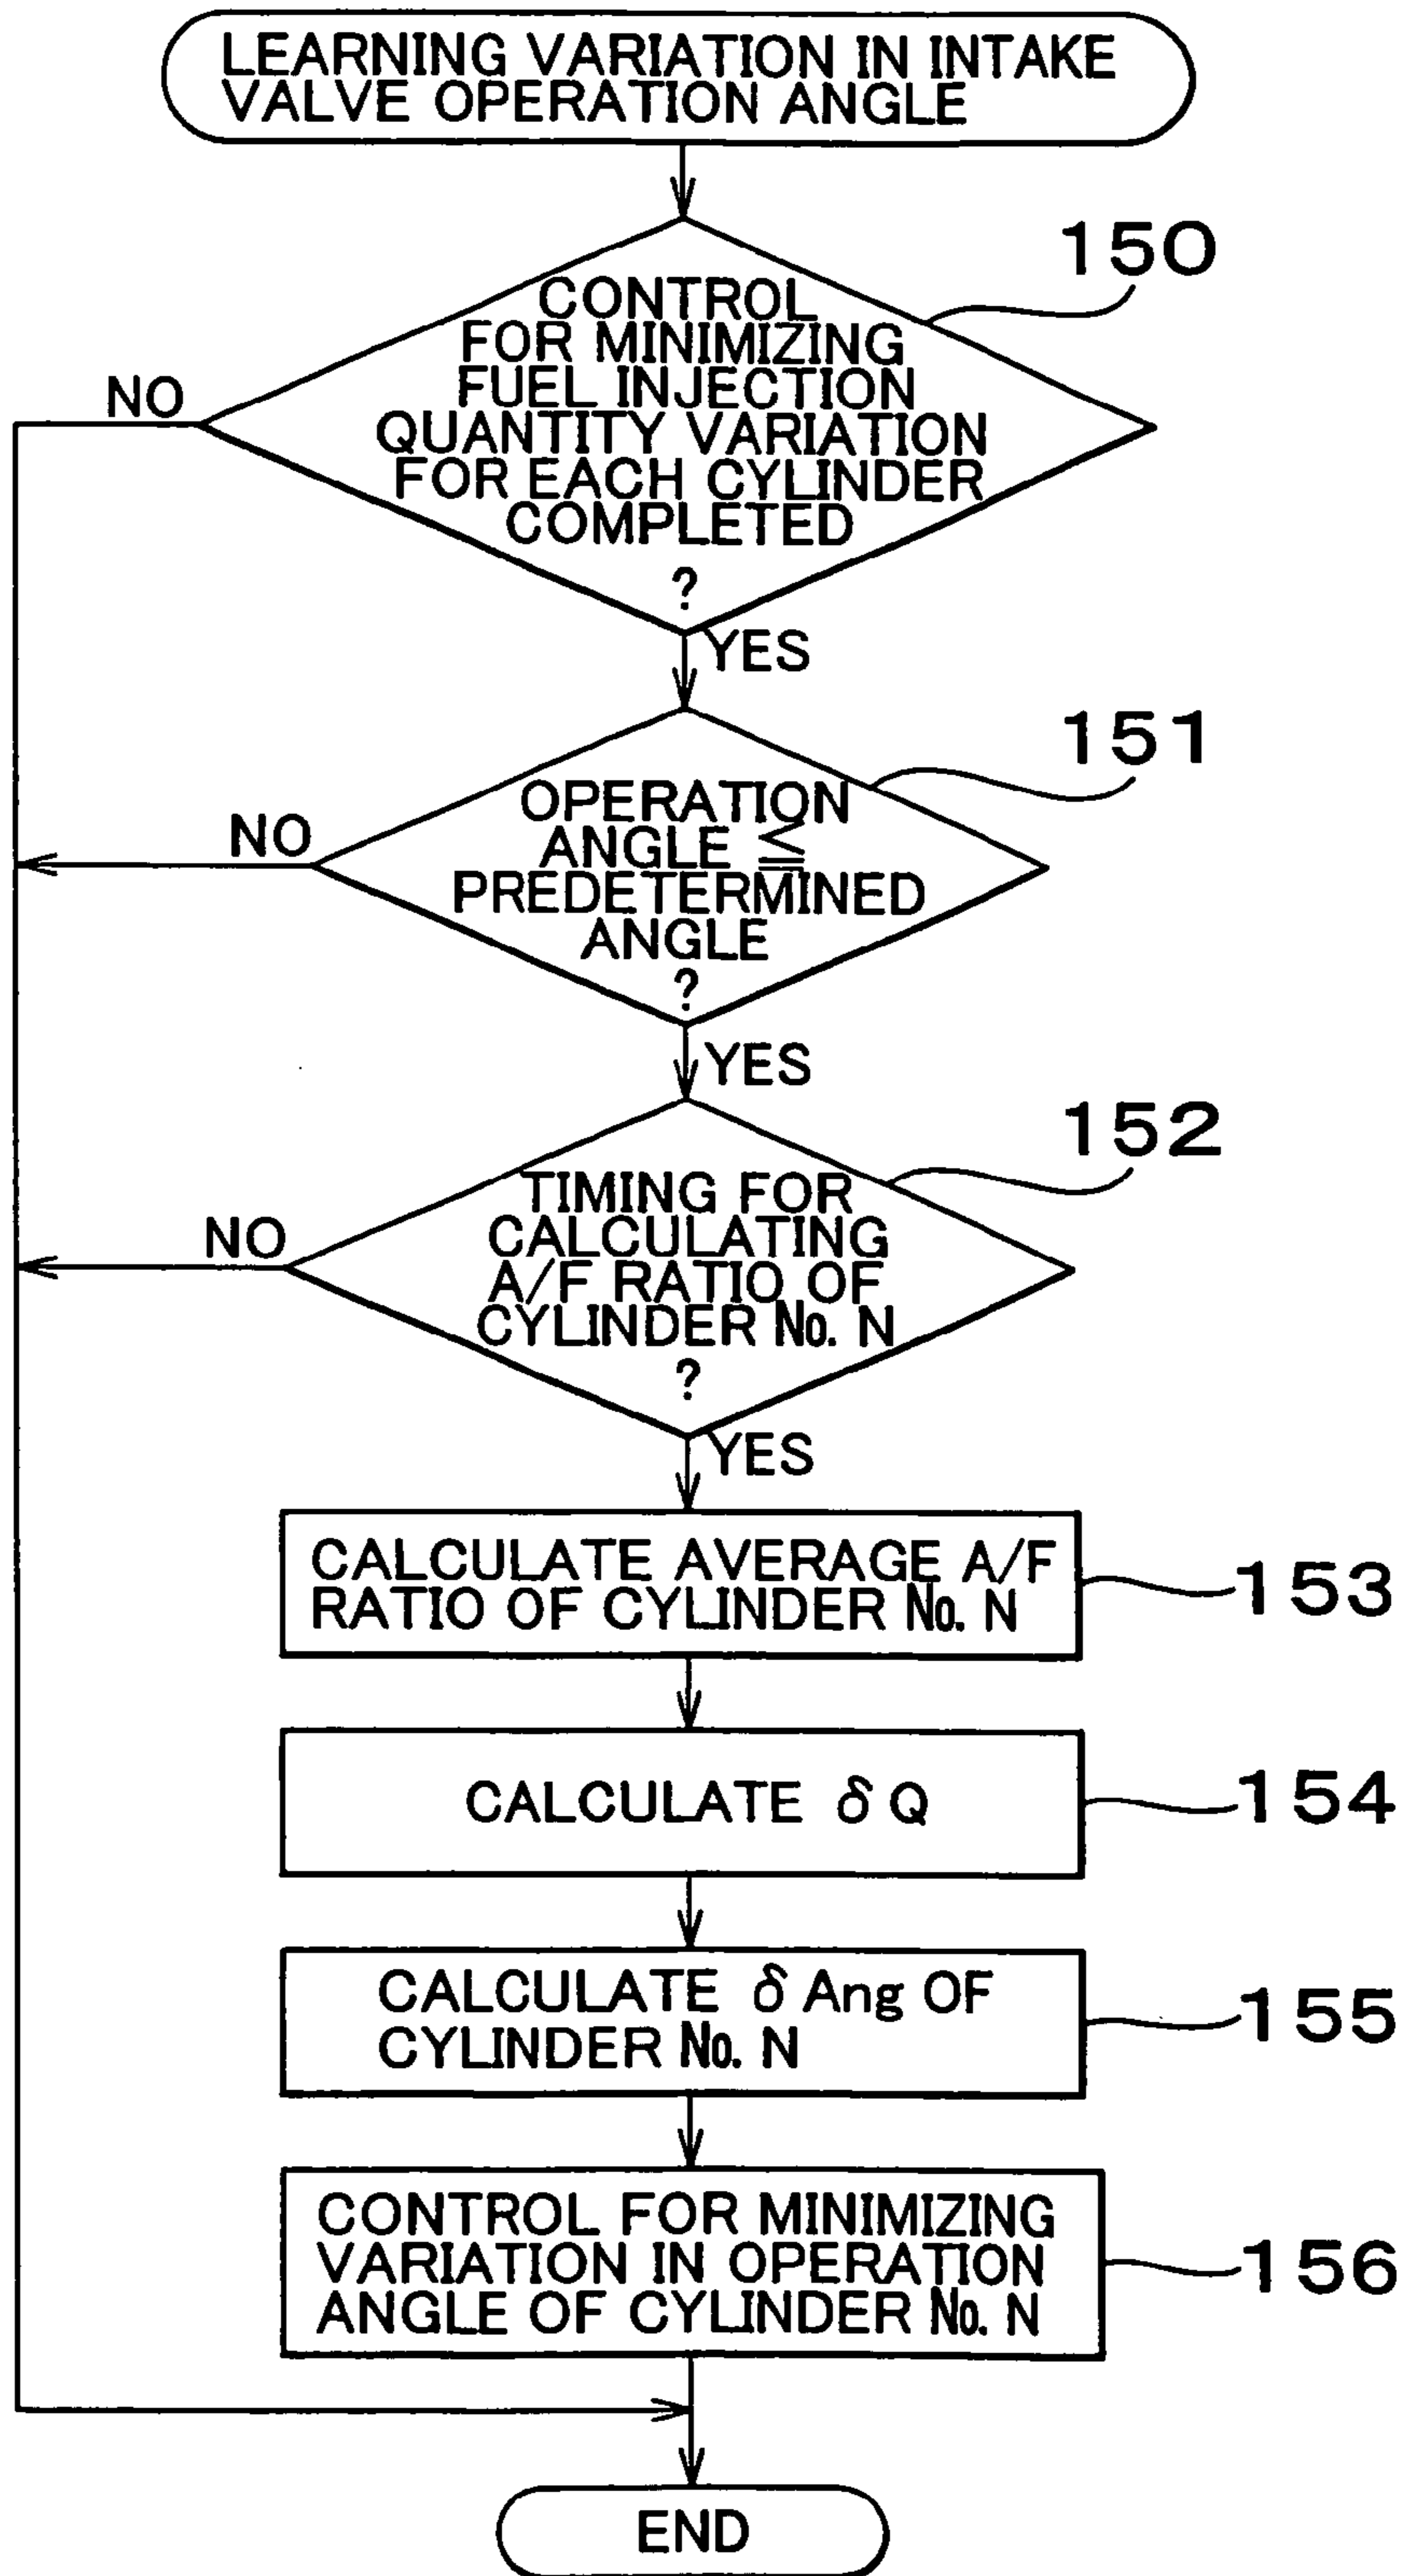 LEARNING VARIATION IN INTAKE
VALVE OPERATION ANGLE
150
CONTROL
FOR MINIMIZING
FUEL INJECTION
QUANTITY VARIATION
FOR EACH CYLINDER
COMPLETED
?
NO
YES
151
OPERATION
ANGLE ≦
PREDETERMINED
ANGLE
?
NO
YES
152
TIMING FOR
CALCULATING
A/F RATIO OF
CYLINDER No. N
?
NO
YES
CALCULATE AVERAGE A/F
RATIO OF CYLINDER No. N
153
CALCULATE δ Q
154
CALCULATE δ Ang OF
CYLINDER No. N
155
CONTROL FOR MINIMIZING
VARIATION IN OPERATION
ANGLE OF CYLINDER No. N
156
END